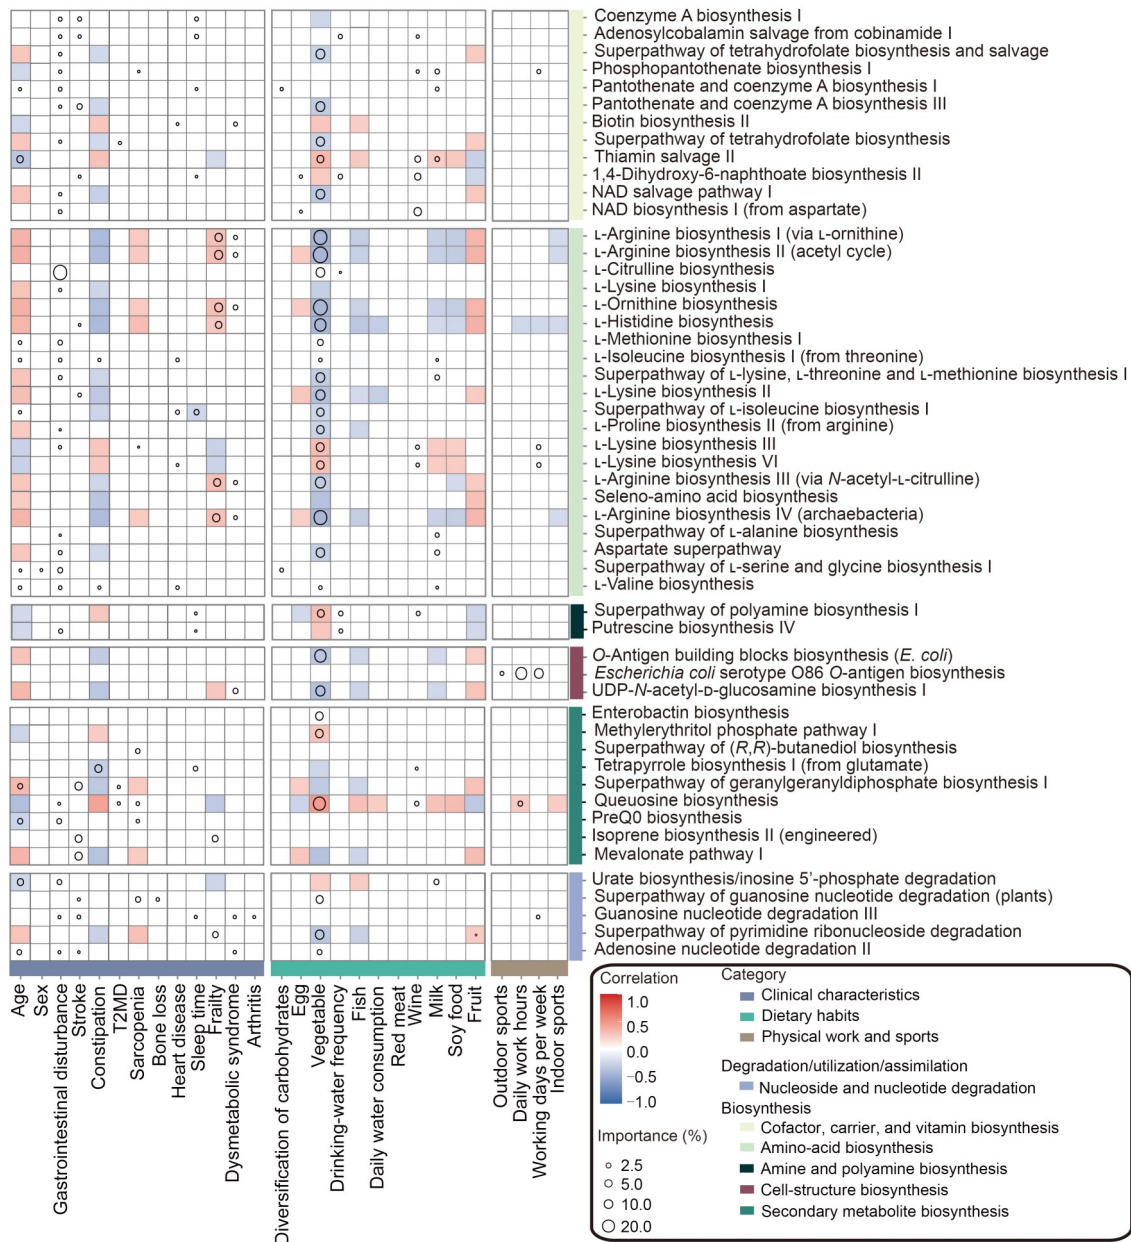 Coenzyme A biosynthesis I
Adenosylcobalamin salvage from cobinamide I
Superpathway of tetrahydrofolate biosynthesis and salvage
Phosphopantothenate biosynthesis I
Pantothenate and coenzyme A biosynthesis I
Pantothenate and coenzyme A biosynthesis III
Biotin biosynthesis II
Superpathway of tetrahydrofolate biosynthesis
Thiamin salvage II
1,4-Dihydroxy-6-naphthoate biosynthesis II
NAD salvage pathway I
NAD biosynthesis I (from aspartate)
ʟ-Arginine biosynthesis I (via ʟ-ornithine)
ʟ-Arginine biosynthesis II (acetyl cycle)
ʟ-Citrulline biosynthesis
ʟ-Lysine biosynthesis I
ʟ-Ornithine biosynthesis
ʟ-Histidine biosynthesis
ʟ-Methionine biosynthesis I
ʟ-Isoleucine biosynthesis I (from threonine)
Superpathway of ʟ-lysine, ʟ-threonine and ʟ-methionine biosynthesis I
ʟ-Lysine biosynthesis II
Superpathway of ʟ-isoleucine biosynthesis I
ʟ-Proline biosynthesis II (from arginine)
ʟ-Lysine biosynthesis III
ʟ-Lysine biosynthesis VI
ʟ-Arginine biosynthesis III (via N-acetyl-ʟ-citrulline)
Seleno-amino acid biosynthesis
ʟ-Arginine biosynthesis IV (archaebacteria)
Superpathway of ʟ-alanine biosynthesis
Aspartate superpathway
Superpathway of ʟ-serine and glycine biosynthesis I
ʟ-Valine biosynthesis
Superpathway of polyamine biosynthesis I
Putrescine biosynthesis IV
O-Antigen building blocks biosynthesis (E. coli)
Escherichia coli serotype O86 O-antigen biosynthesis
UDP-N-acetyl-ᴅ-glucosamine biosynthesis I
Enterobactin biosynthesis
Methylerythritol phosphate pathway I
Superpathway of (R,R)-butanediol biosynthesis
Tetrapyrrole biosynthesis I (from glutamate)
Superpathway of geranylgeranyldiphosphate biosynthesis I
Queuosine biosynthesis
PreQ0 biosynthesis
Isoprene biosynthesis II (engineered)
Mevalonate pathway I
Urate biosynthesis/inosine 5'-phosphate degradation
Superpathway of guanosine nucleotide degradation (plants)
Guanosine nucleotide degradation III
Superpathway of pyrimidine ribonucleoside degradation
Adenosine nucleotide degradation II
Age
Sex
Gastrointestinal disturbance
Stroke
Constipation
T2MD
Sarcopenia
Bone loss
Heart disease
Sleep time
Frailty
Dysmetabolic syndrome
Arthritis
Diversification of carbohydrates
Egg
Vegetable
Drinking-water frequency
Fish
Daily water consumption
Red meat
Wine
Milk
Soy food
Fruit
Outdoor sports
Daily work hours
Working days per week
Indoor sports
Correlation
1.0
0.5
0.0
−0.5
−1.0
Importance (%)
2.5
5.0
10.0
20.0
Category
Clinical characteristics
Dietary habits
Physical work and sports
Degradation/utilization/assimilation
Nucleoside and nucleotide degradation
Biosynthesis
Cofactor, carrier, and vitamin biosynthesis
Amino-acid biosynthesis
Amine and polyamine biosynthesis
Cell-structure biosynthesis
Secondary metabolite biosynthesis